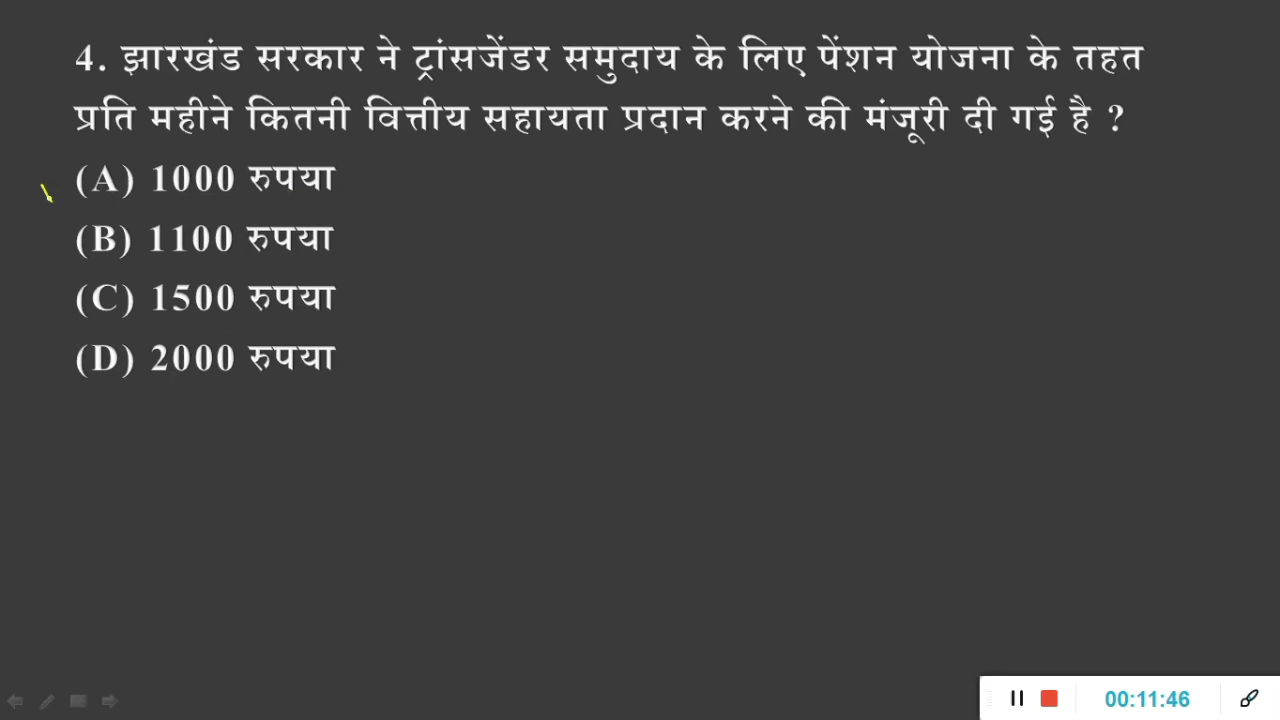 4. झारखंड सरकार ने ट्रांसजेंडर समुदाय के लिए पेंशन योजना के तहत
प्रति महीने कितनी वित्तीय सहायता प्रदान करने की मंजूरी दी गई है ?
(A) 1000 रुपया
(B) 1100 रुपया
(C) 1500 रुपया
(D) 2000 रुपया
00:11:46